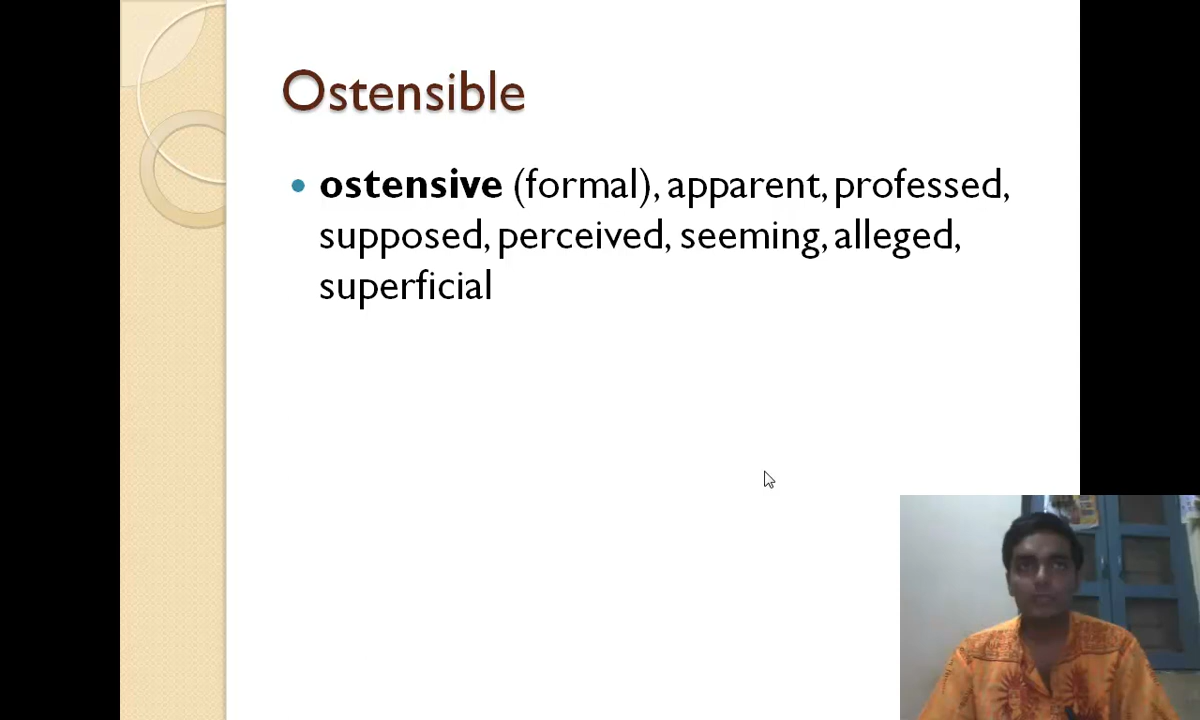 Ostensible
ostensive (formal), apparent, professed,
supposed, perceived, seeming, alleged,
superficial